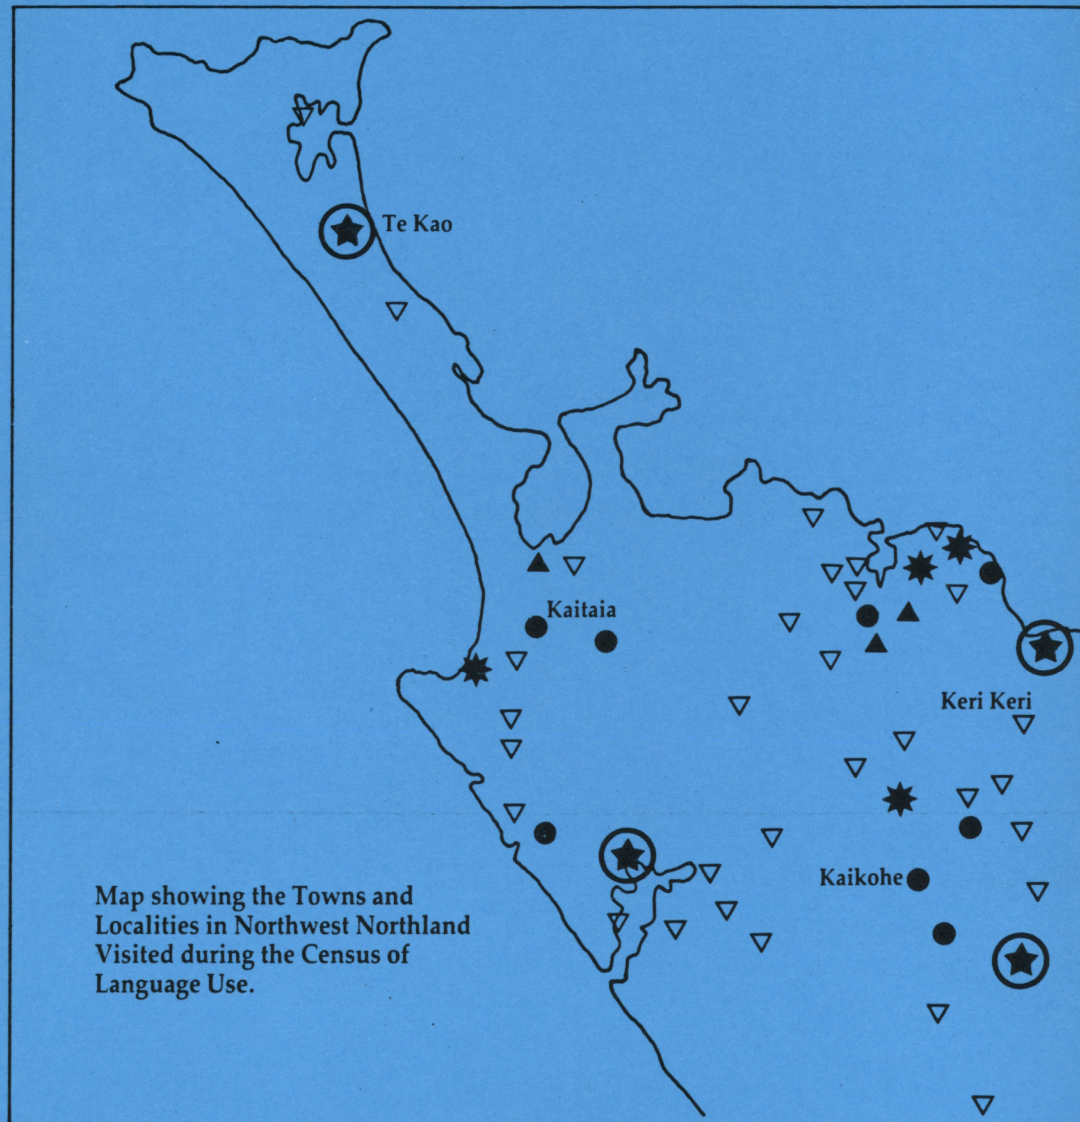 Te Kao
Kaitaia
Keri Keri
Kaikohe
Map showing the Towns and
Localities in Northwest Northland
Visited during the Census of
Language Use.